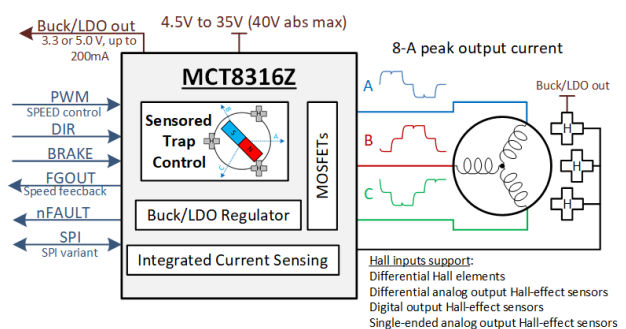 Buck/LDO out
3.3 or 5.0 V, up to
200mA
4.5V to 35V (40V abs max)
8-A peak output current
MCT8316Z
Sensored
Trap
Control
MOSFETs
Buck/LDO Regulator
Integrated Current Sensing
PWM
SPEED control
DIR
BRAKE
FGOUT
Speed feecback
nFAULT
SPI
SPI variant
A
B
C
Buck/LDO out
H
H
H
Hall inputs support:
Differential Hall elements
Differential analog output Hall-effect sensors
Digital output Hall-effect sensors
Single-ended analog output Hall-effect sensors